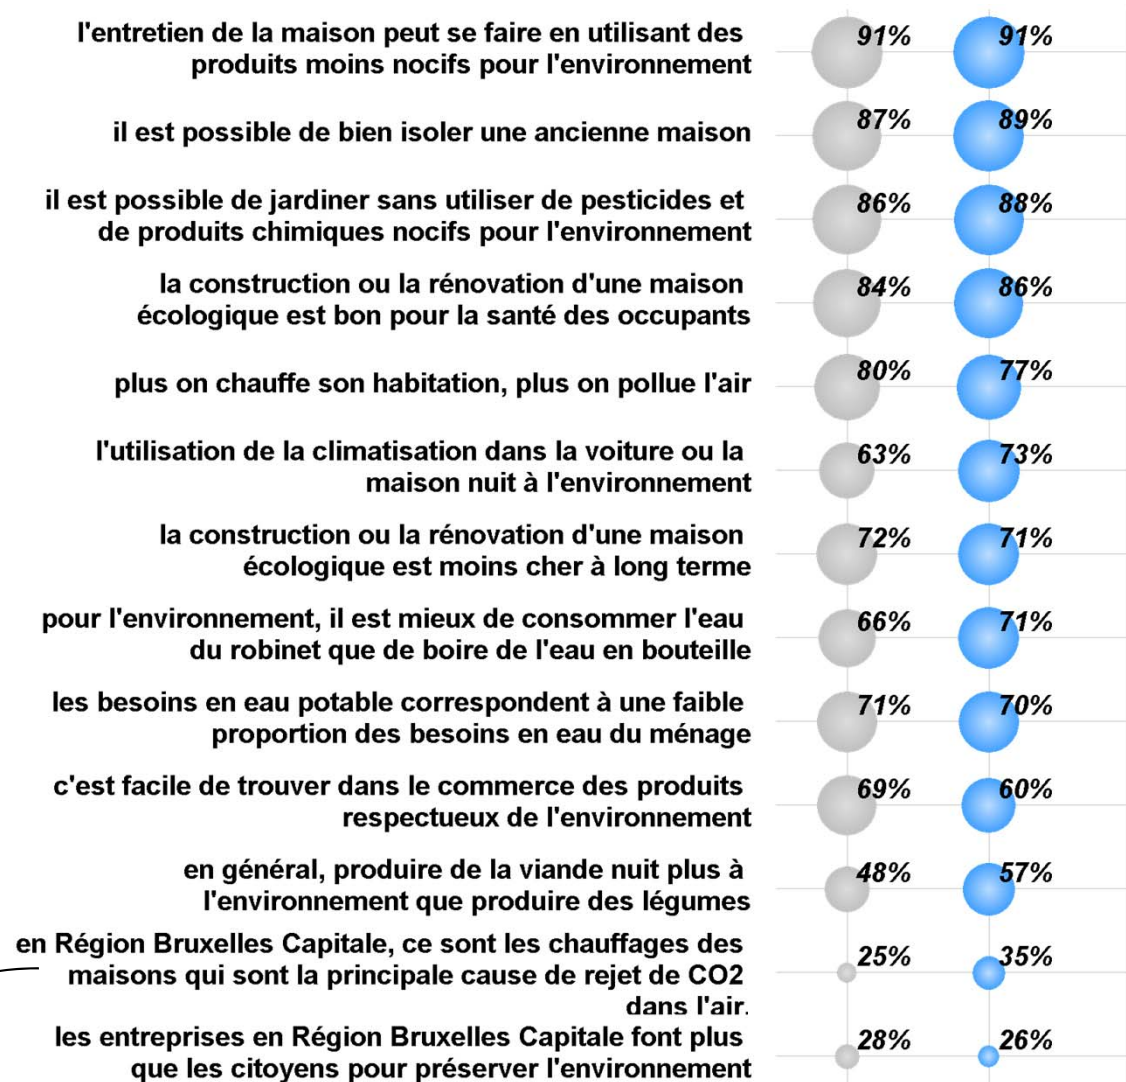 l'entretien de la maison peut se faire en utilisant des
produits moins nocifs pour l'environnement
91% 91%
il est possible de bien isoler une ancienne maison
87% 89%
il est possible de jardiner sans utiliser de pesticides et
de produits chimiques nocifs pour l'environnement
86% 88%
la construction ou la rénovation d'une maison
écologique est bon pour la santé des occupants
84% 86%
plus on chauffe son habitation, plus on pollue l'air
80% 77%
l'utilisation de la climatisation dans la voiture ou la
maison nuit à l'environnement
63% 73%
la construction ou la rénovation d'une maison
écologique est moins cher à long terme
72% 71%
pour l'environnement, il est mieux de consommer l'eau
du robinet que de boire de l'eau en bouteille
66% 71%
les besoins en eau potable correspondent à une faible
proportion des besoins en eau du ménage
71% 70%
c'est facile de trouver dans le commerce des produits
respectueux de l'environnement
69% 60%
en général, produire de la viande nuit plus à
l'environnement que produire des légumes
48% 57%
en Région Bruxelles Capitale, ce sont les chauffages des
maisons qui sont la principale cause de rejet de CO2
dans l'air.
25% 35%
les entreprises en Région Bruxelles Capitale font plus
que les citoyens pour préserver l'environnement
28% 26%